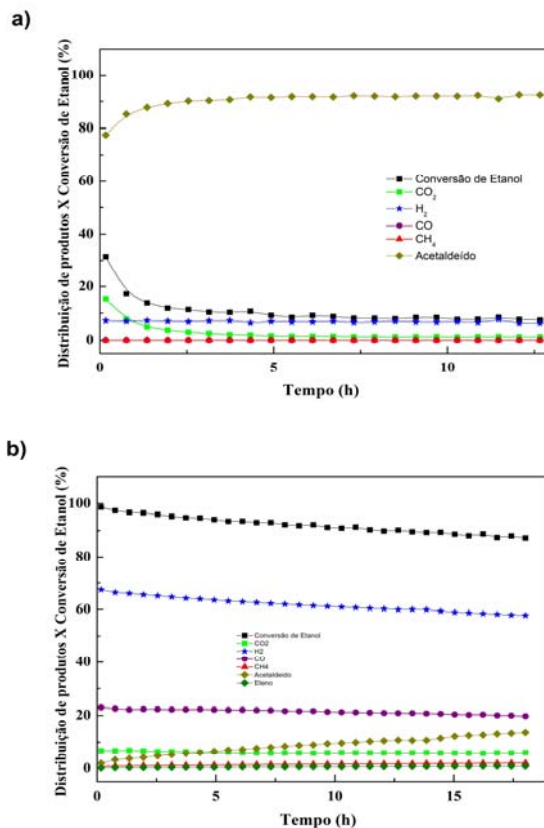 a)
Distribuição de produtos X Conversão de Etanol (%)
100
80
60
40
20
0
Conversão de Etanol
CO₂
H₂
CO
CH₄
Acetaldeído
0
5
10
Tempo (h)
b)
Distribuição de produtos X Conversão de Etanol (%)
100
80
60
40
20
0
Conversão de Etanol
CO2
H2
CO
CH4
Acetaldeido
Eteno
0
5
10
15
Tempo (h)